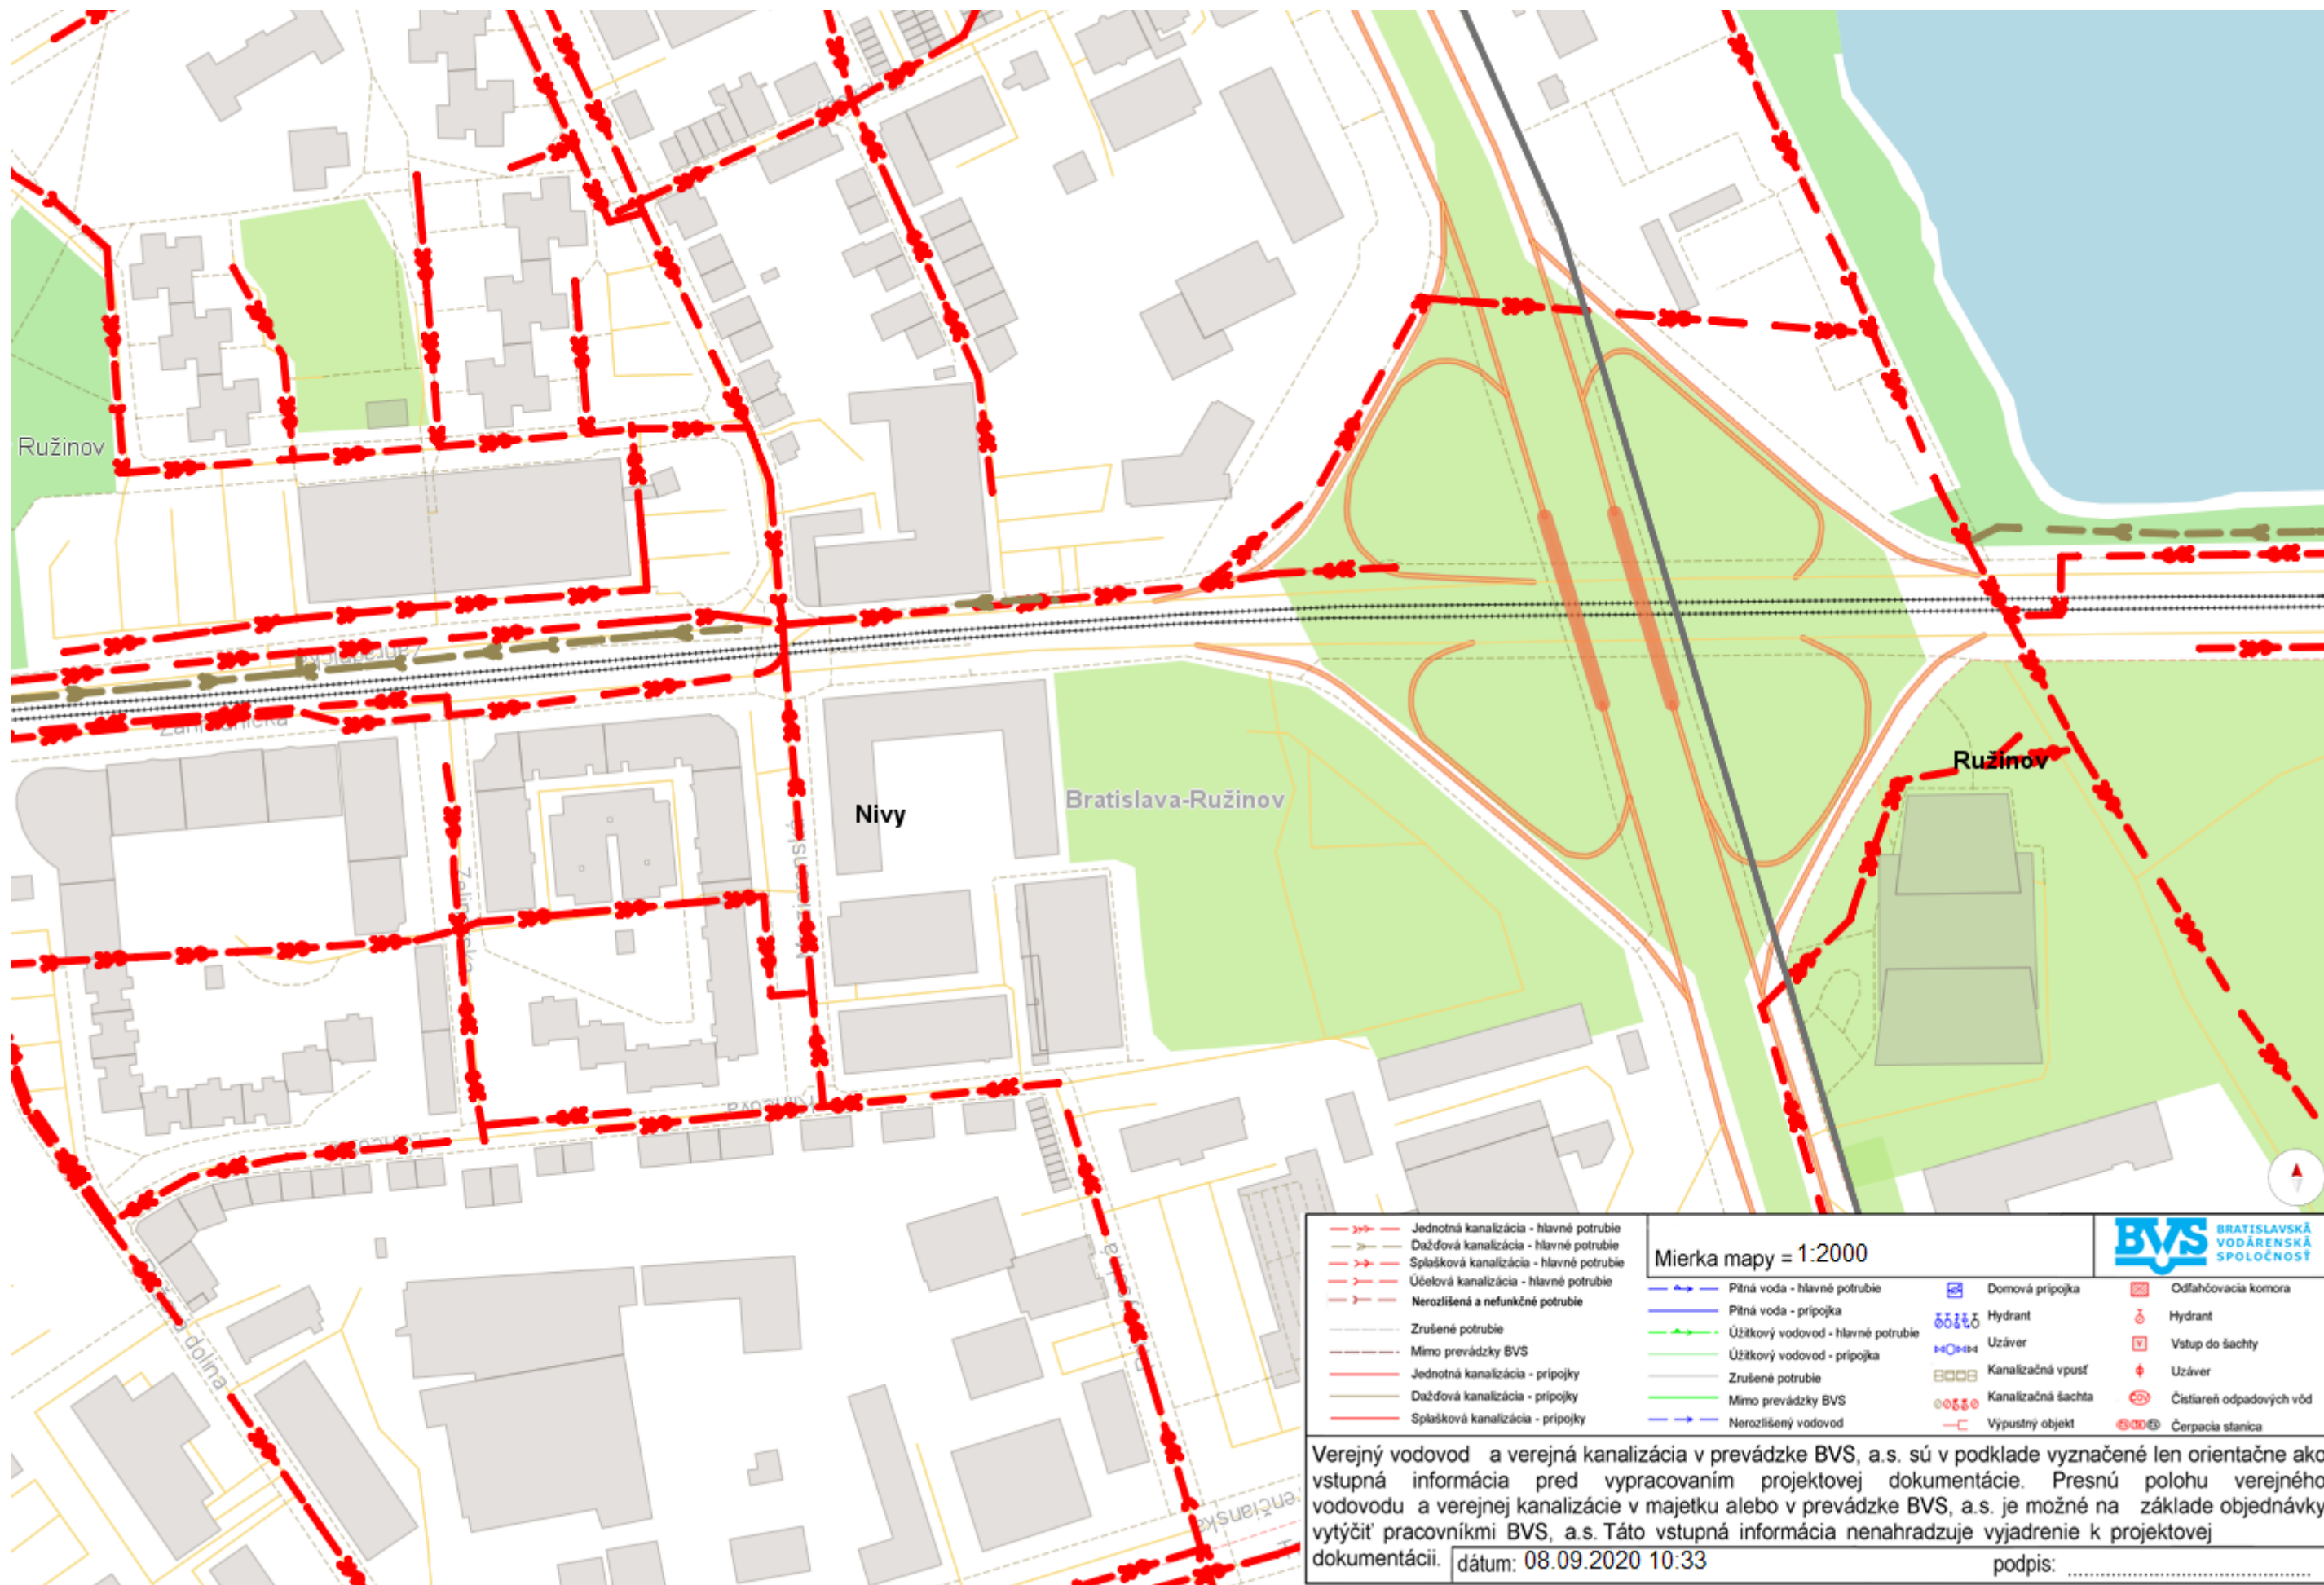 Ružinov
Zahradnícka
Zahradnícka
Ružinov
Bratislava-Ružinov
Nivy
Klincova
dolina
Jednotná kanalizácia - hlavné potrubie
Dažďová kanalizácia - hlavné potrubie
Splašková kanalizácia - hlavné potrubie
Účelová kanalizácia - hlavné potrubie
Nerozlíšená a nefunkčné potrubie
Zrušené potrubie
Mimo prevádzky BVS
Jednotná kanalizácia - prípojky
Dažďová kanalizácia - prípojky
Splašková kanalizácia - prípojky
Mierka mapy = 1:2000
BVS BRATISLAVSKÁ
VODÁRENSKÁ
SPOLOČNOSŤ
Pitná voda - hlavné potrubie
Pitná voda - prípojka
Úžitkový vodovod - hlavné potrubie
Úžitkový vodovod - prípojka
Zrušené potrubie
Mimo prevádzky BVS
Nerozlíšený vodovod
Domová prípojka
Hydrant
Uzáver
Kanalizačná vpusť
Kanalizačná šachta
Výpustný objekt
Odľahčovacia komora
Hydrant
Vstup do šachty
Uzáver
Čistiareň odpadových vôd
Čerpacia stanica
Verejný vodovod a verejná kanalizácia v prevádzke BVS, a.s. sú v podklade vyznačené len orientačne ako
vstupná informácia pred vypracovaním projektovej dokumentácie. Presnú polohu verejného
vodovodu a verejnej kanalizácie v majetku alebo v prevádzke BVS, a.s. je možné na základe objednávky
vytýčiť pracovníkmi BVS, a.s. Táto vstupná informácia nenahradzuje vyjadrenie k projektovej
dokumentácii. dátum: 08.09.2020 10:33 podpis: ........................................